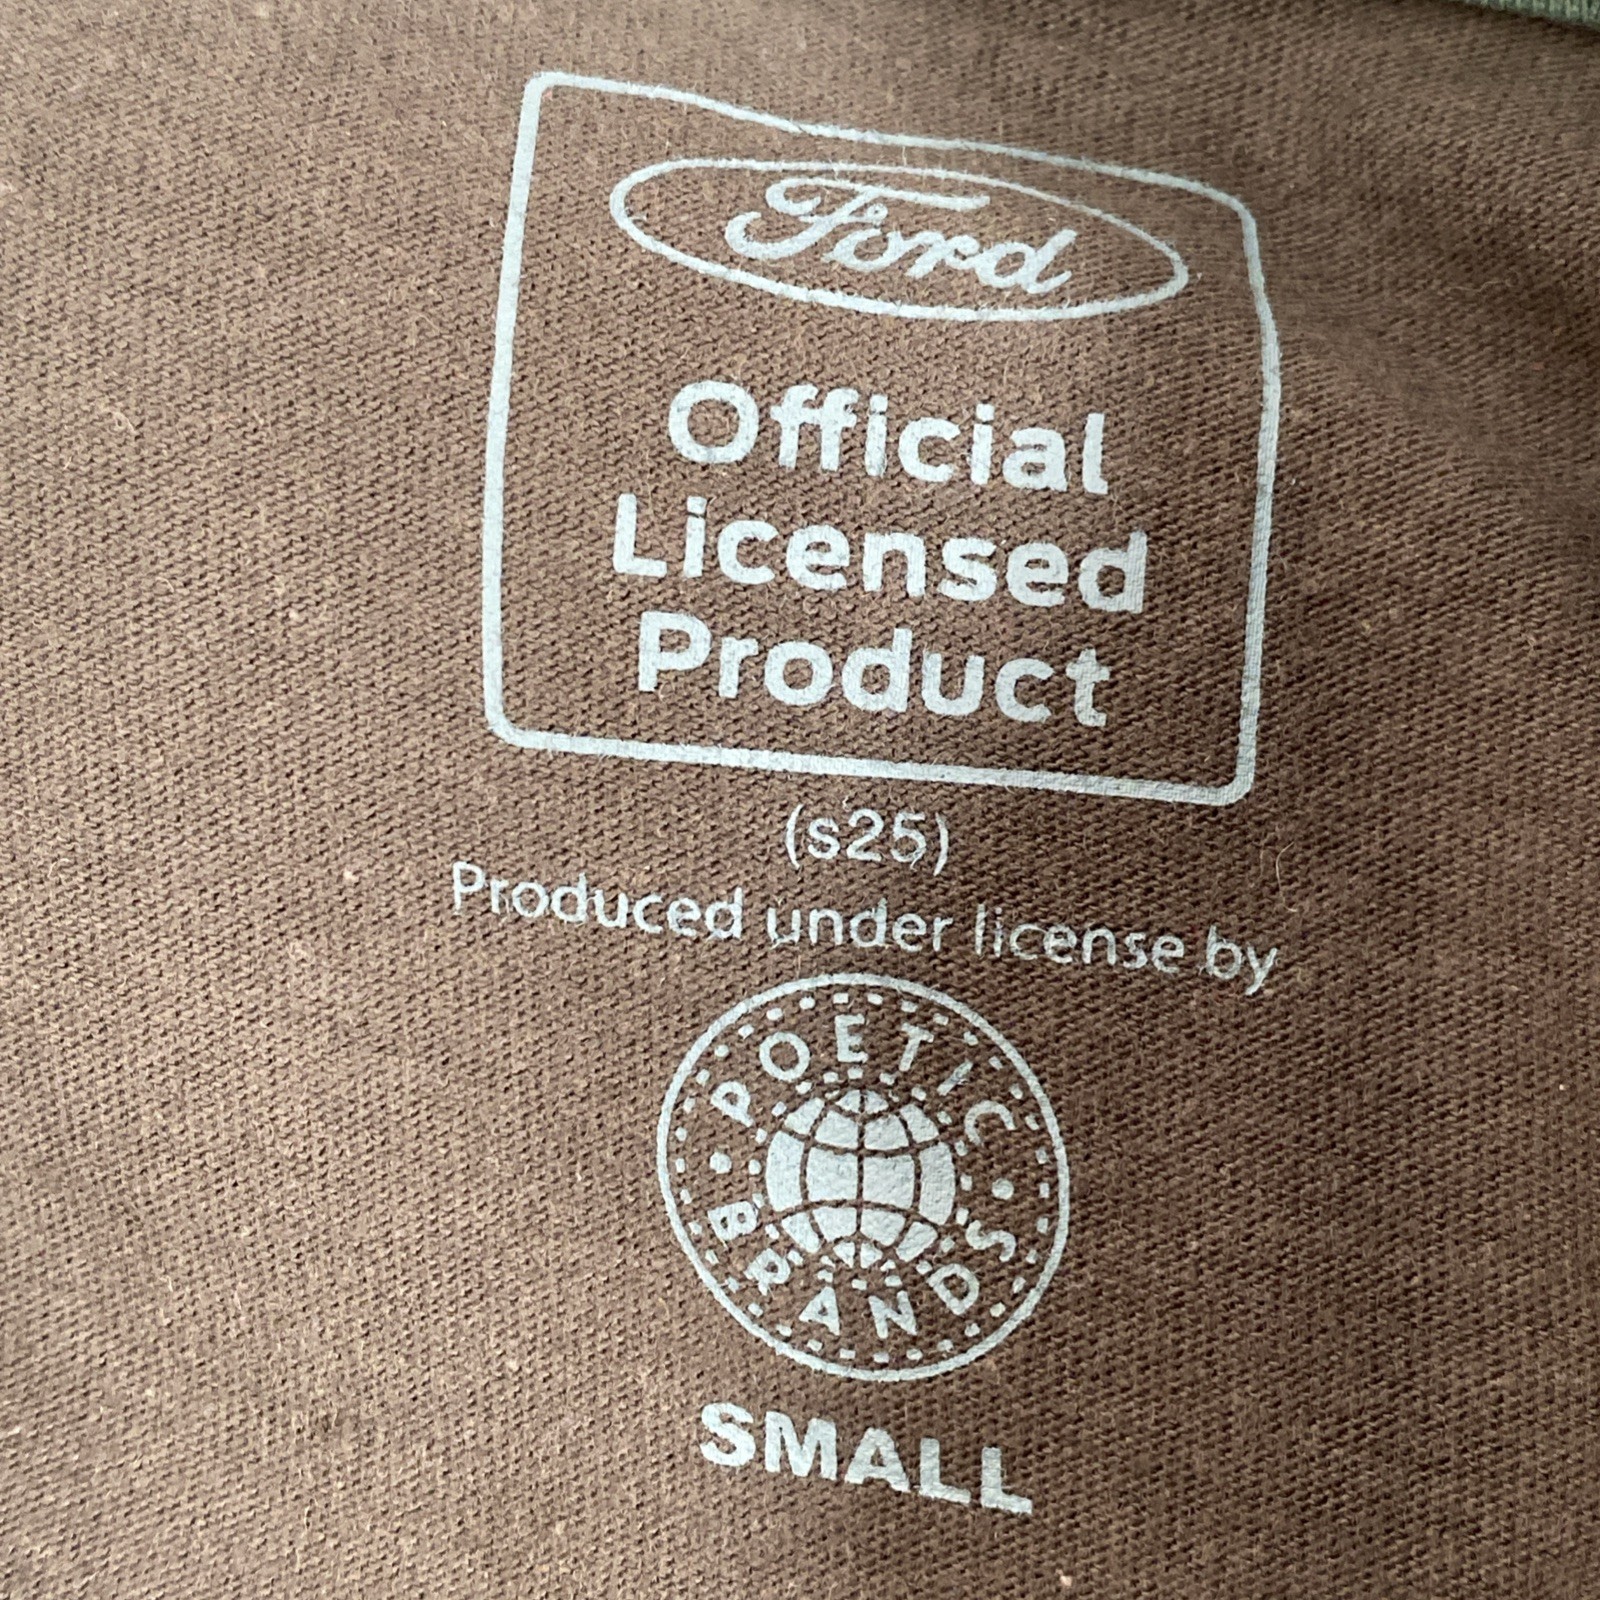 Ford
Official
Licensed
Product
(s25)
Produced under license by
POETIC
BRANDS
SMALL